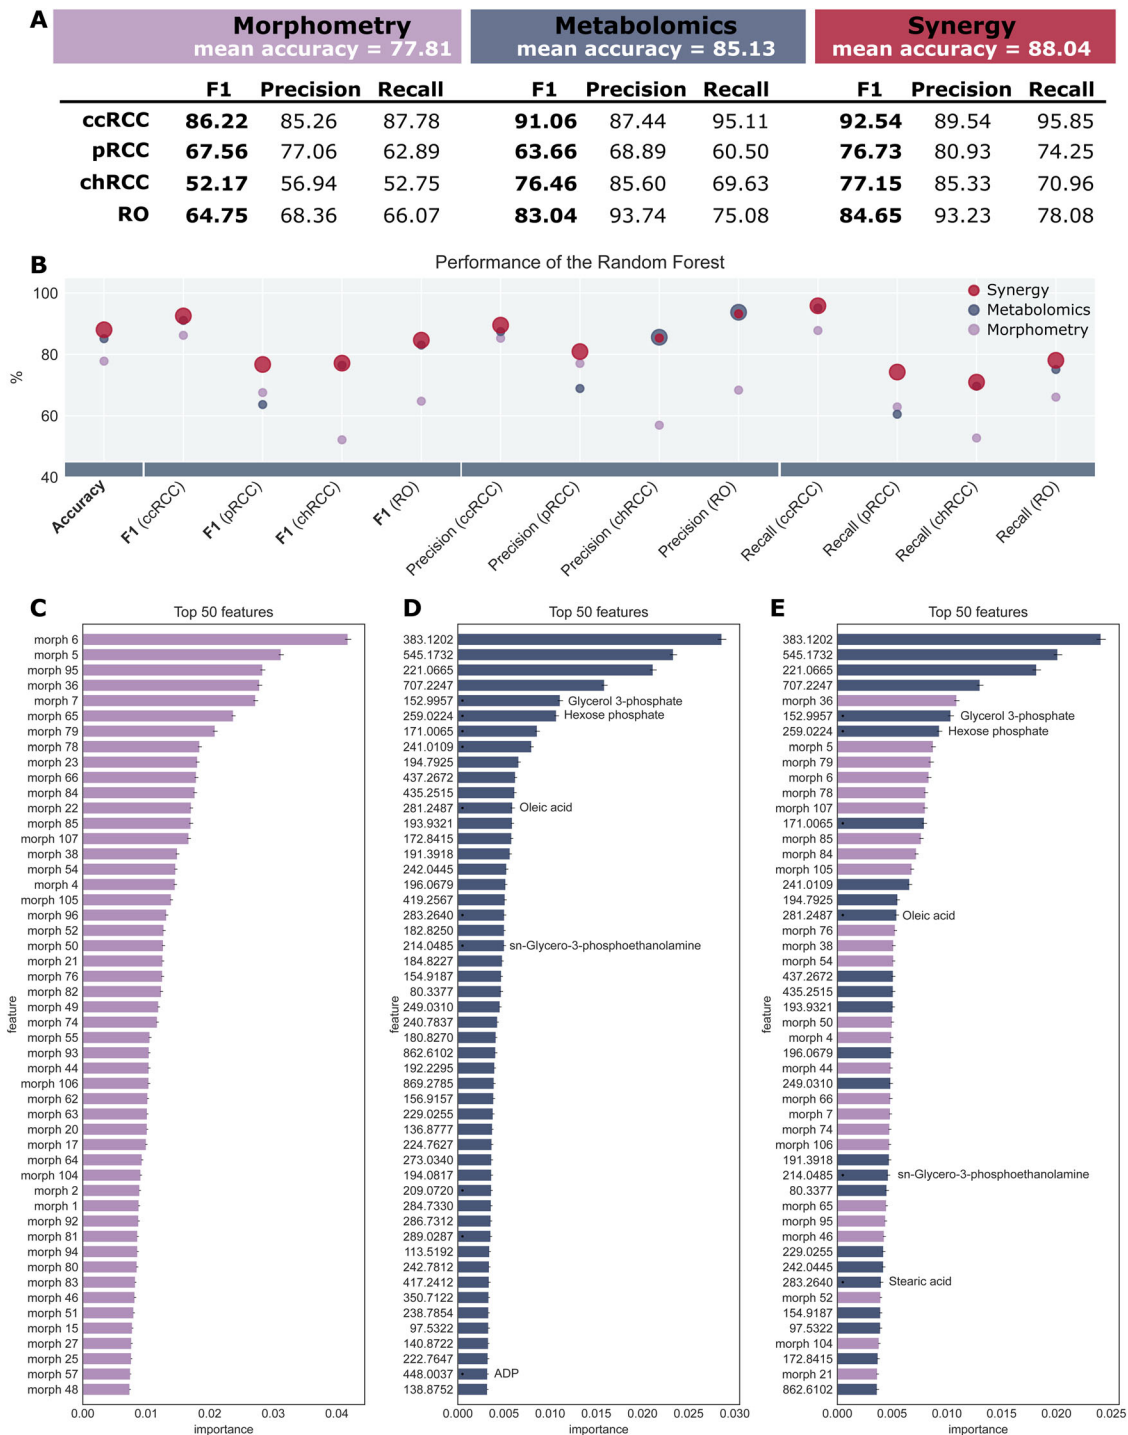 A
Morphometry
mean accuracy = 77.81
Metabolomics
mean accuracy = 85.13
Synergy
mean accuracy = 88.04
F1 Precision Recall F1 Precision Recall F1 Precision Recall
ccRCC 86.22 85.26 87.78 91.06 87.44 95.11 92.54 89.54 95.85
pRCC 67.56 77.06 62.89 63.66 68.89 60.50 76.73 80.93 74.25
chRCC 52.17 56.94 52.75 76.46 85.60 69.63 77.15 85.33 70.96
RO 64.75 68.36 66.07 83.04 93.74 75.08 84.65 93.23 78.08
B
Performance of the Random Forest
100
80
60
40
%
Synergy
Metabolomics
Morphometry
Accuracy
F1 (ccRCC)
F1 (pRCC)
F1 (chRCC)
F1 (RO)
Precision (ccRCC)
Precision (pRCC)
Precision (chRCC)
Precision (RO)
Recall (ccRCC)
Recall (pRCC)
Recall (chRCC)
Recall (RO)
C
Top 50 features
feature
morph 6
morph 5
morph 95
morph 36
morph 7
morph 65
morph 79
morph 78
morph 23
morph 66
morph 84
morph 22
morph 85
morph 107
morph 38
morph 54
morph 4
morph 105
morph 96
morph 52
morph 50
morph 21
morph 76
morph 82
morph 49
morph 74
morph 55
morph 93
morph 44
morph 106
morph 62
morph 63
morph 20
morph 17
morph 64
morph 104
morph 2
morph 1
morph 92
morph 81
morph 94
morph 80
morph 83
morph 46
morph 51
morph 15
morph 27
morph 25
morph 57
morph 48
0.00 0.01 0.02 0.03 0.04
importance
D
Top 50 features
feature
383.1202
545.1732
221.0665
707.2247
152.9957 Glycerol 3-phosphate
259.0224 Hexose phosphate
171.0065
241.0109
194.7925
437.2672
435.2515
281.2487 Oleic acid
193.9321
172.8415
191.3918
242.0445
196.0679
419.2567
283.2640
182.8250
214.0485 sn-Glycero-3-phosphoethanolamine
184.8227
154.9187
80.3377
249.0310
240.7837
180.8270
862.6102
192.2295
869.2785
156.9157
229.0255
136.8777
224.7627
273.0340
194.0817
209.0720
284.7330
286.7312
289.0287
113.5192
242.7812
417.2412
350.7122
238.7854
97.5322
140.8722
222.7647
448.0037 ADP
138.8752
0.000 0.005 0.010 0.015 0.020 0.025 0.030
importance
E
Top 50 features
feature
383.1202
545.1732
221.0665
707.2247
morph 36
152.9957 Glycerol 3-phosphate
259.0224 Hexose phosphate
morph 5
morph 79
morph 6
morph 78
morph 107
171.0065
morph 85
morph 84
morph 105
241.0109
194.7925
281.2487 Oleic acid
morph 76
morph 38
morph 54
437.2672
435.2515
193.9321
morph 50
morph 4
196.0679
morph 44
249.0310
morph 66
morph 7
morph 74
morph 106
191.3918
214.0485 sn-Glycero-3-phosphoethanolamine
80.3377
morph 65
morph 95
morph 46
229.0255
242.0445
283.2640 Stearic acid
morph 52
154.9187
97.5322
morph 104
172.8415
morph 21
862.6102
0.000 0.005 0.010 0.015 0.020 0.025
importance